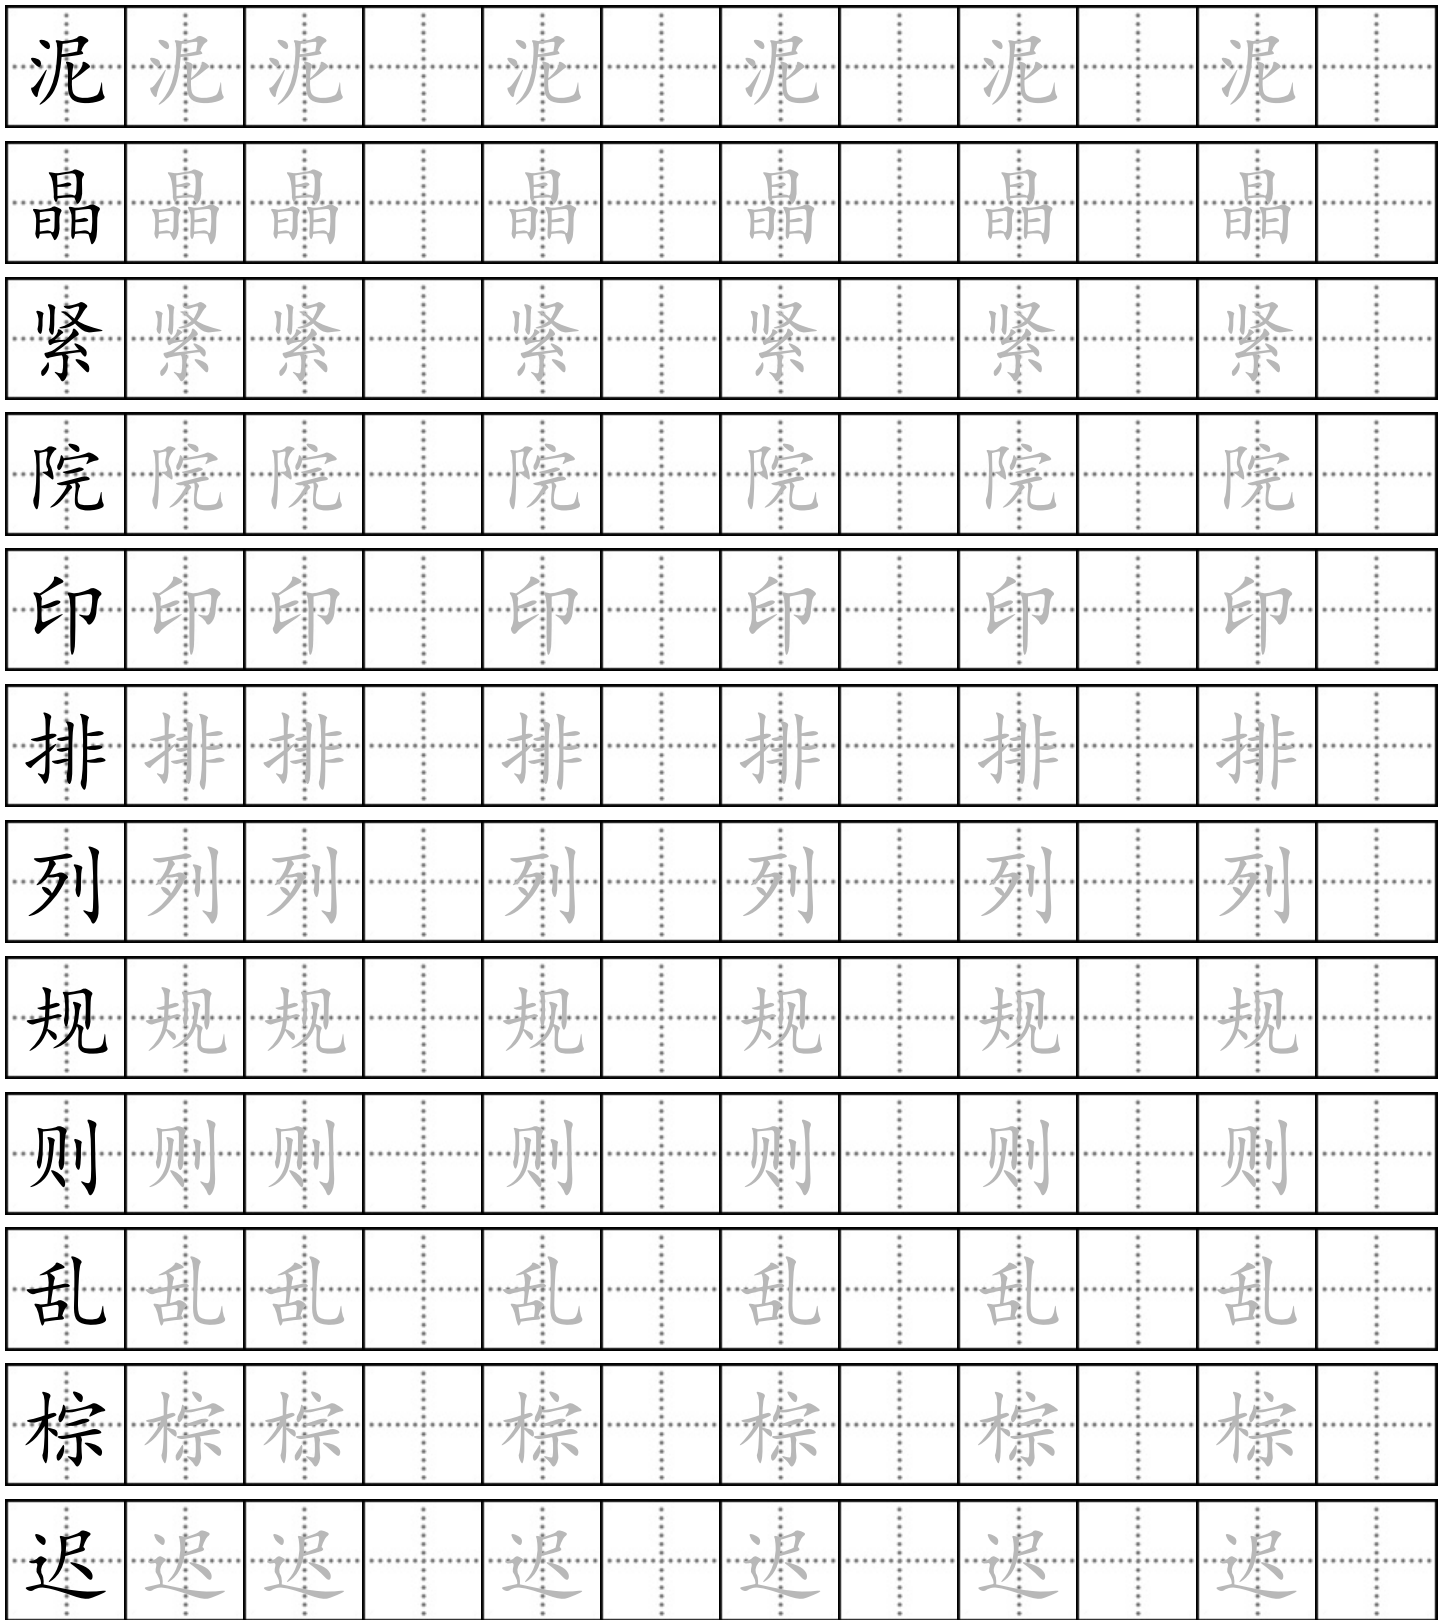 泥 泥 泥 泥 泥 泥 泥
晶 晶 晶 晶 晶 晶 晶
紧 紧 紧 紧 紧 紧 紧
院 院 院 院 院 院 院
印 印 印 印 印 印 印
排 排 排 排 排 排 排
列 列 列 列 列 列 列
规 规 规 规 规 规 规
则 则 则 则 则 则 则
乱 乱 乱 乱 乱 乱 乱
棕 棕 棕 棕 棕 棕 棕
迟 迟 迟 迟 迟 迟 迟